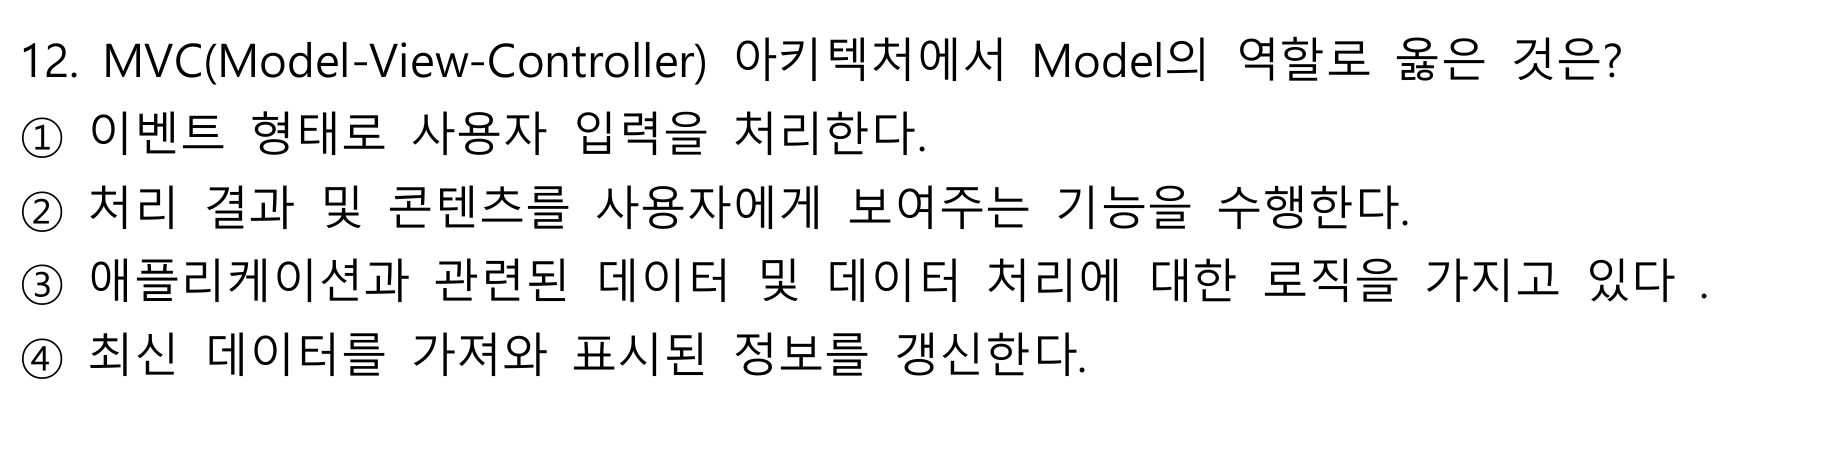 12. MVC(Model-View-Controller) 아키텍처에서 Model의 역할로 옳은 것은?
① 이벤트 형태로 사용자 입력을 처리한다.
② 처리 결과 및 콘텐츠를 사용자에게 보여주는 기능을 수행한다.
③ 애플리케이션과 관련된 데이터 및 데이터 처리에 대한 로직을 가지고 있다 .
④ 최신 데이터를 가져와 표시된 정보를 갱신한다.